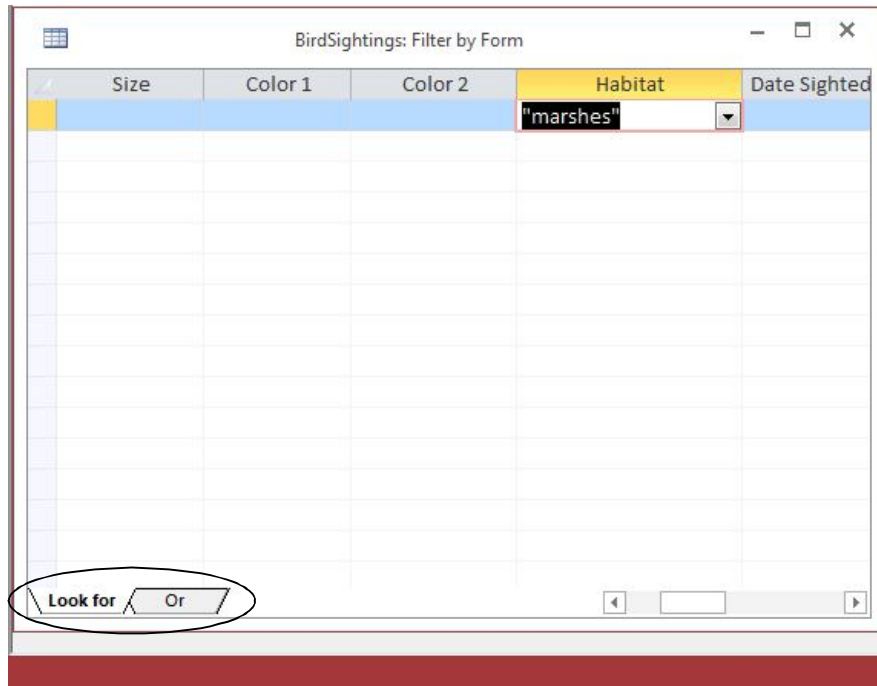 BirdSightings: Filter by Form
Size Color 1 Color 2 Habitat Date Sighted
"marshes"
Look for Or